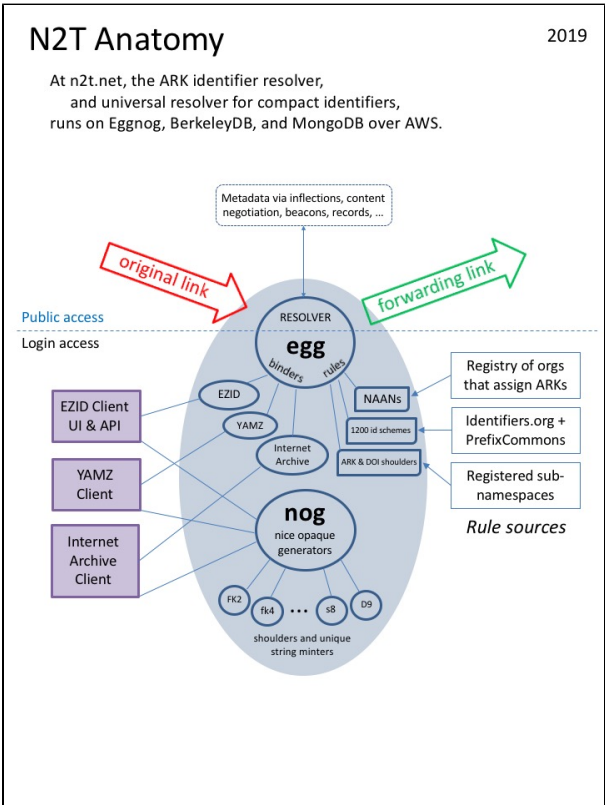 N2T Anatomy
2019
At n2t.net, the ARK identifier resolver,
and universal resolver for compact identifiers,
runs on Eggnog, BerkeleyDB, and MongoDB over AWS.
Metadata via inflections, content
negotiation, beacons, records, ...
original link
forwarding link
Public access
Login access
RESOLVER
egg
binders
rules
EZID
YAMZ
Internet
Archive
NAANs
1200 id schemes
ARK & DOI shoulders
EZID Client
UI & API
YAMZ
Client
Internet
Archive
Client
Registry of orgs
that assign ARKs
Identifiers.org +
PrefixCommons
Registered sub-
namespaces
Rule sources
nog
nice opaque
generators
FK2
fk4
...
s8
D9
shoulders and unique
string minters